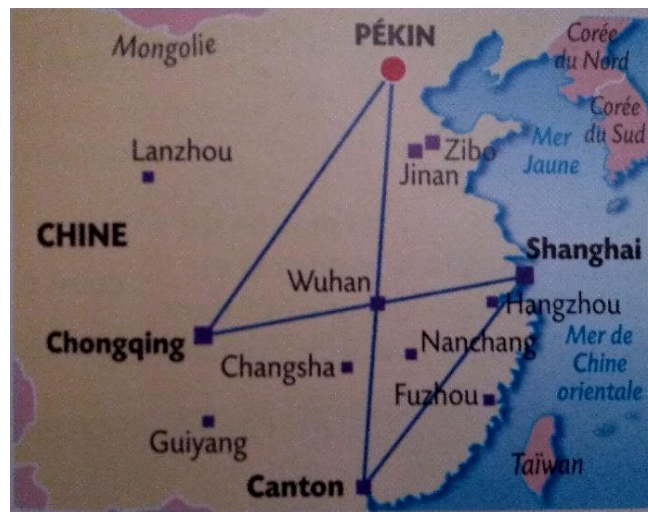 Mongolie
PÉKIN
Corée
du Nord
Corée
du Sud
Mer
Jaune
Lanzhou
Zibo
Jinan
CHINE
Shanghai
Wuhan
Hangzhou
Chongqing
Nanchang
Changsha
Mer de
Chine
orientale
Fuzhou
Guiyang
Taïwan
Canton